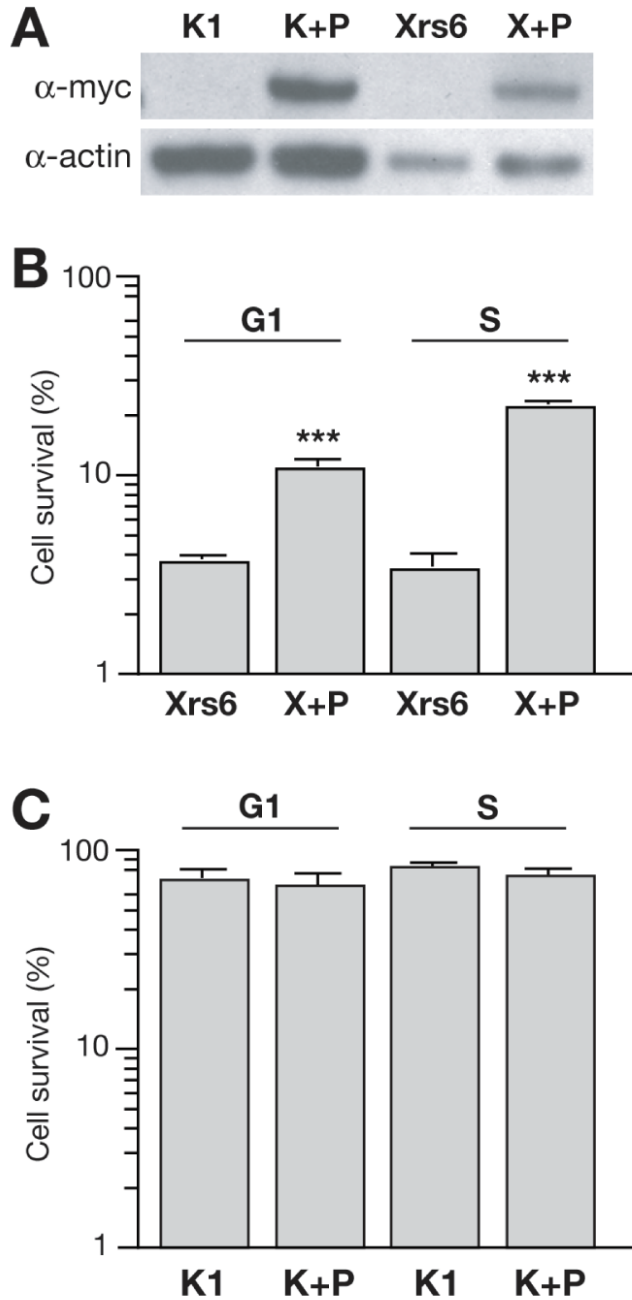 A
K1 K+P Xrs6 X+P
α-myc
α-actin
B
100
G1 S
*** ***
Cell survival (%)
10
1
Xrs6 X+P Xrs6 X+P
C
G1 S
100
Cell survival (%)
10
1
K1 K+P K1 K+P